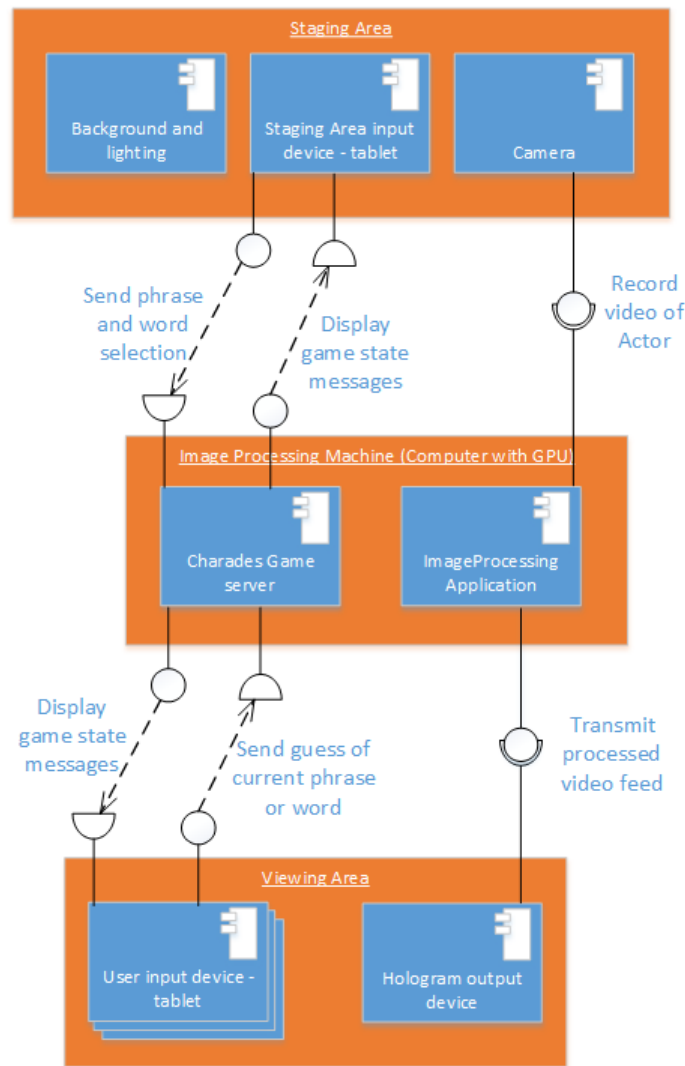 Staging Area
Background and
lighting
Staging Area input
device - tablet
Camera
Send phrase
and word
selection
Display
game state
messages
Record
video of
Actor
Image Processing Machine (Computer with GPU)
Charades Game
server
ImageProcessing
Application
Display
game state
messages
Send guess of
current phrase
or word
Transmit
processed
video feed
Viewing Area
User input device -
tablet
Hologram output
device